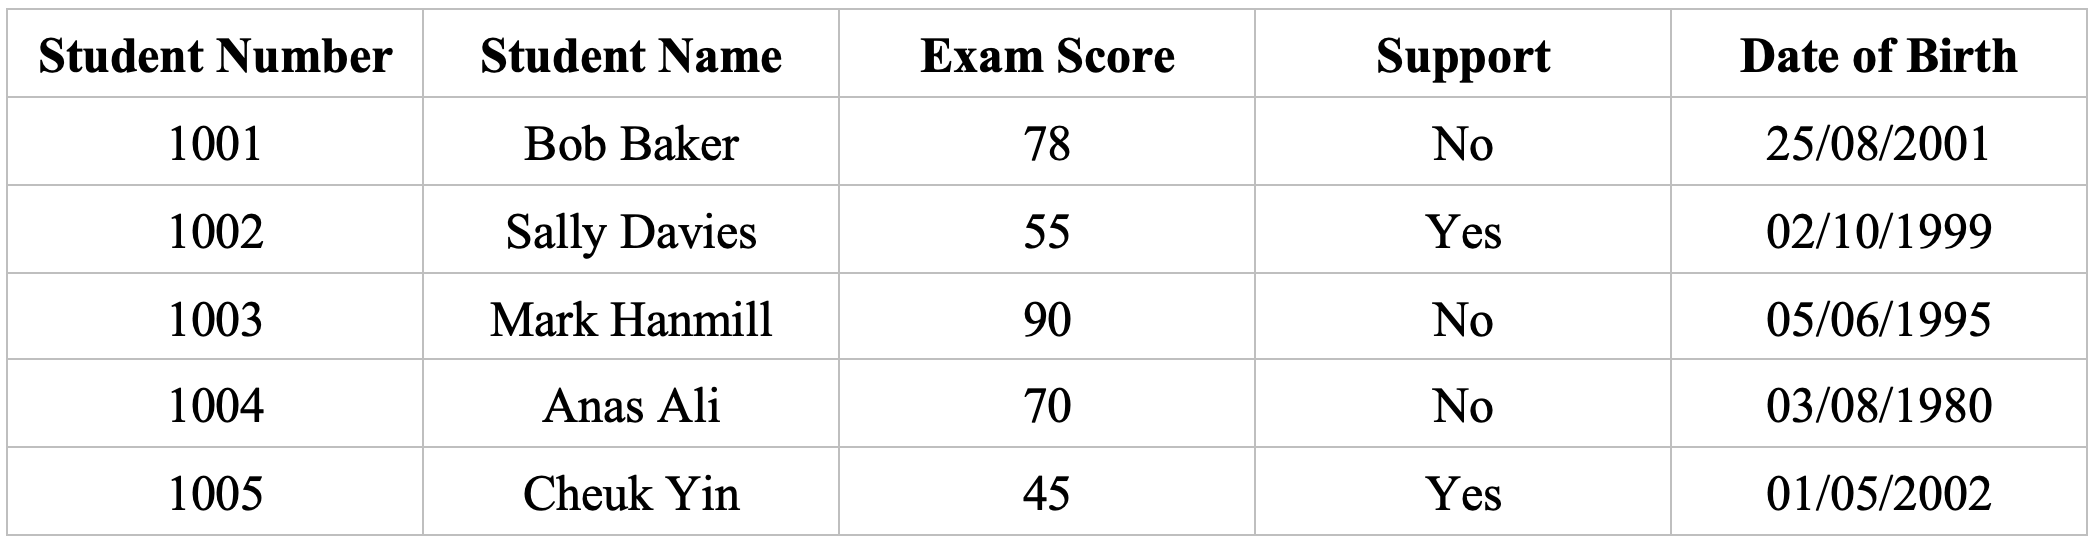 Student Number Student Name Exam Score Support Date of Birth
1001 Bob Baker 78 No 25/08/2001
1002 Sally Davies 55 Yes 02/10/1999
1003 Mark Hanmill 90 No 05/06/1995
1004 Anas Ali 70 No 03/08/1980
1005 Cheuk Yin 45 Yes 01/05/2002